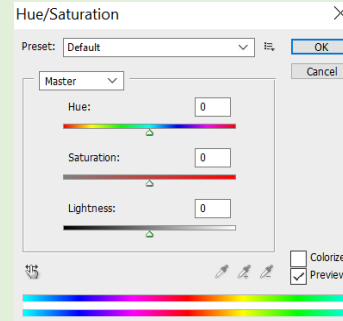 Hue/Saturation
Preset: Default
OK
Cancel
Master
Hue: 0
Saturation: 0
Lightness: 0
Colorize
Preview